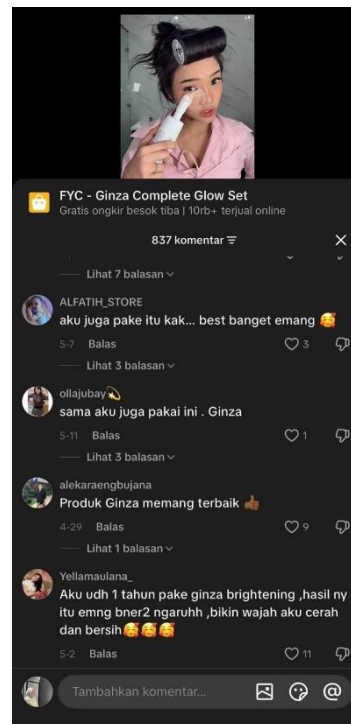 FYC - Ginza Complete Glow Set
Gratis ongkir besok tiba | 10rb+ terjual online
837 komentar
Lihat 7 balasan
ALFATIH_STORE
aku juga pake itu kak... best banget emang 🥰
5-7 Balas 3
Lihat 3 balasan
ollajubay💫
sama aku juga pakai ini . Ginza
5-11 Balas 1
Lihat 3 balasan
alekaraengbujana
Produk Ginza memang terbaik 👍🏾
4-29 Balas 9
Lihat 1 balasan
Yellamaulana_
Aku udh 1 tahun pake ginza brightening ,hasil ny
itu emng bner2 ngaruhh ,bikin wajah aku cerah
dan bersih🥰🥰🥰
5-2 Balas 11
Tambahkan komentar...